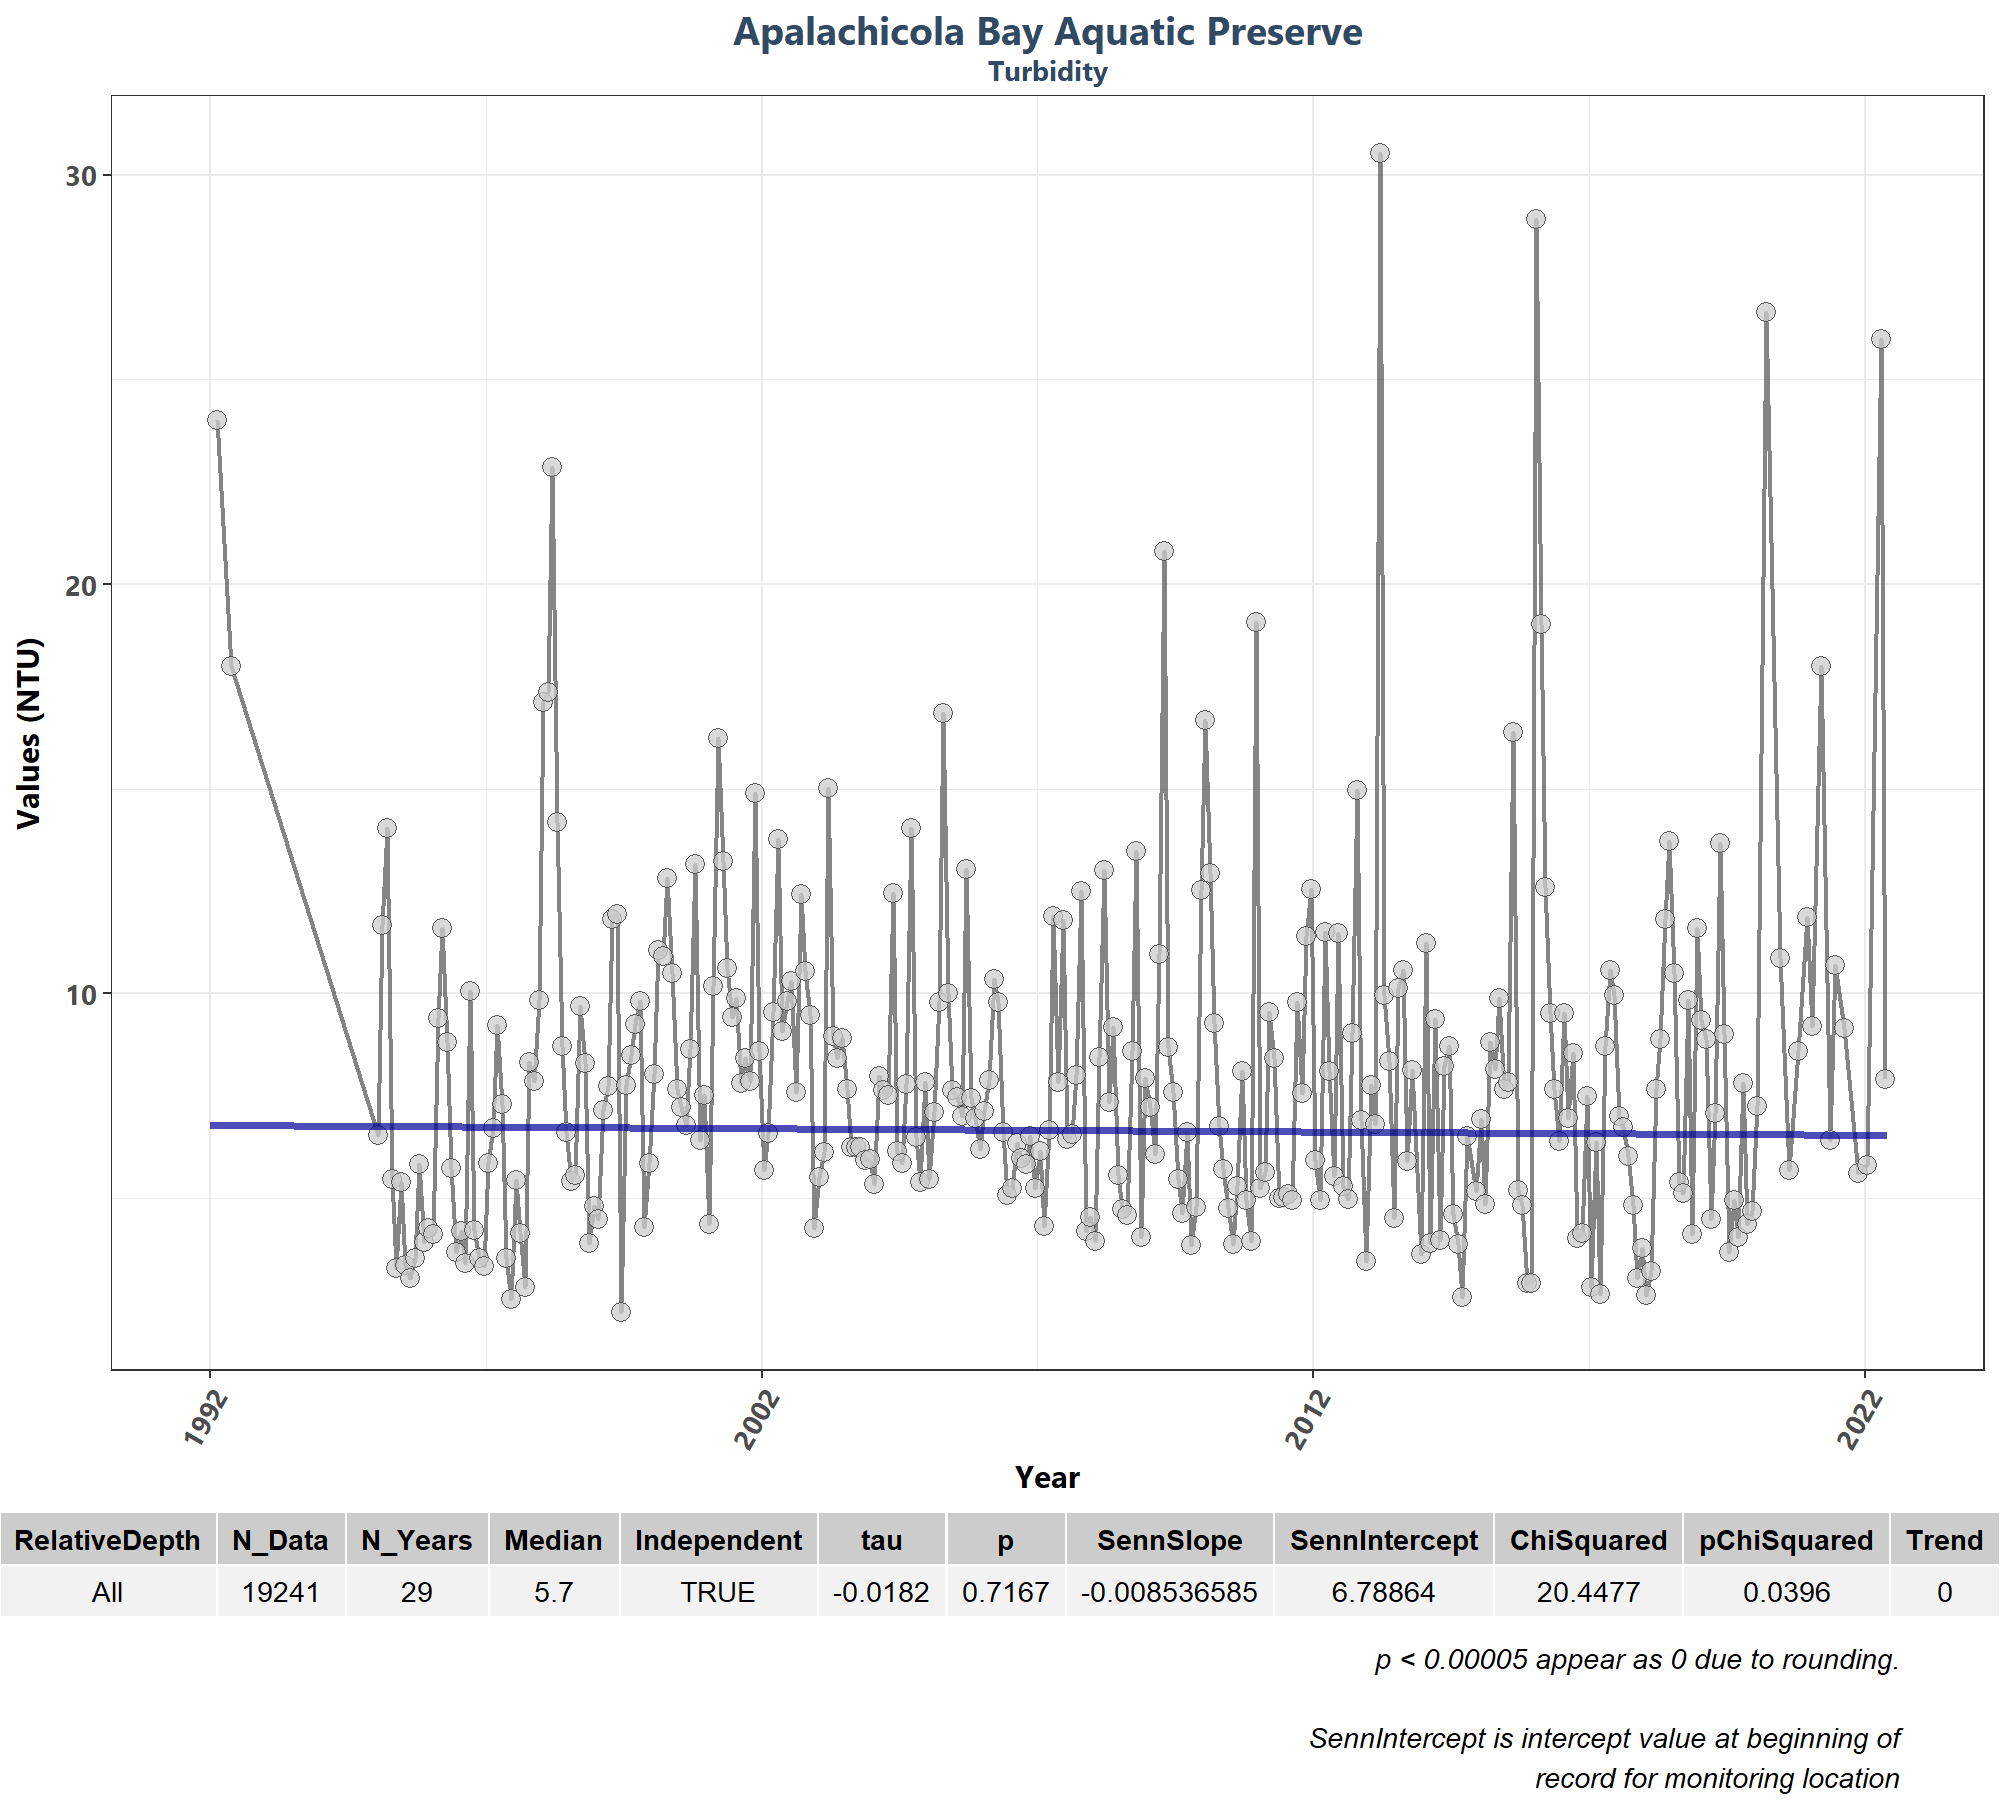 Apalachicola Bay Aquatic Preserve
Turbidity
30
20
10
Values (NTU)
1992
2002
2012
2022
Year
RelativeDepth N_Data N_Years Median Independent tau p SennSlope SennIntercept ChiSquared pChiSquared Trend
All 19241 29 5.7 TRUE -0.0182 0.7167 -0.008536585 6.78864 20.4477 0.0396 0
p < 0.00005 appear as 0 due to rounding.
SennIntercept is intercept value at beginning of
record for monitoring location